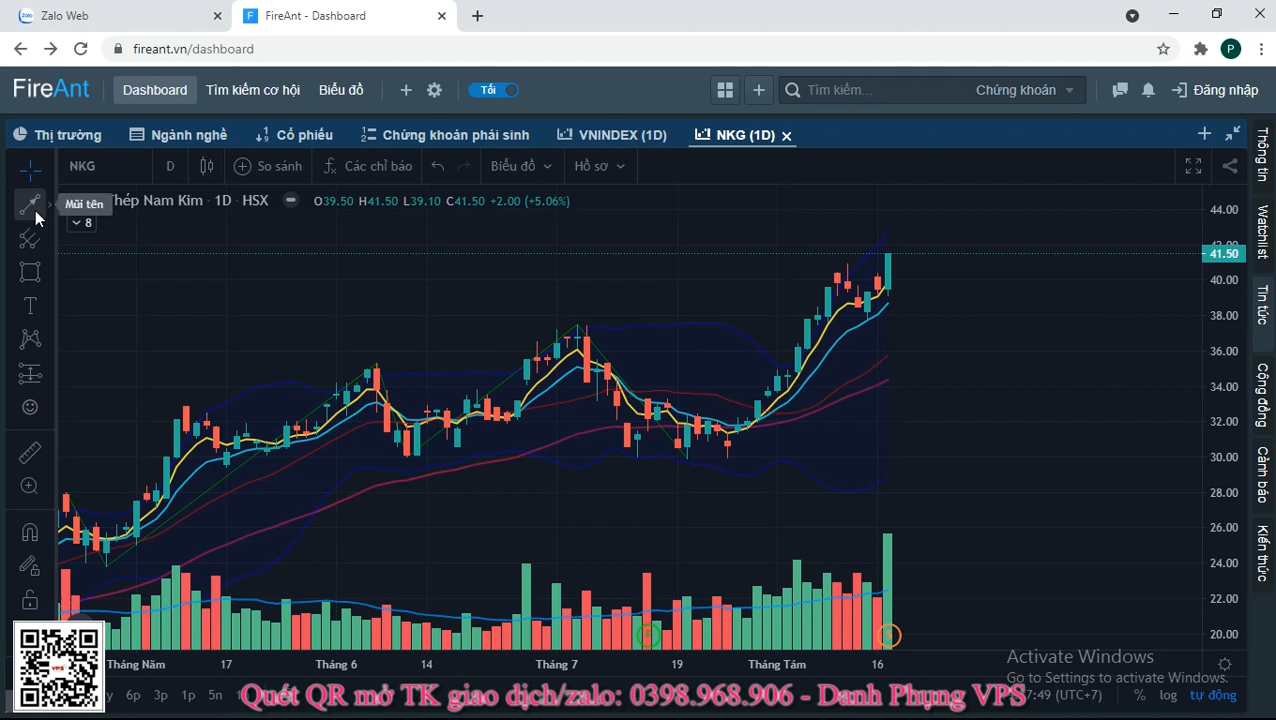 Zalo Web
FireAnt - Dashboard
fireant.vn/dashboard
P
FireAnt
Dashboard
Tìm kiếm cơ hội
Biểu đồ
Tối
Tìm kiếm...
Chứng khoán
Đăng nhập
Thị trường
Ngành nghề
Cổ phiếu
Chứng khoán phái sinh
VNINDEX (1D)
NKG (1D)
NKG
D
So sánh
Các chỉ báo
Biểu đồ
Hồ sơ
Mũi tên
Thép Nam Kim · 1D · HSX
O39.50 H41.50 L39.10 C41.50 +2.00 (+5.06%)
8
44.00
42.00
41.50
40.00
38.00
36.00
34.00
32.00
30.00
28.00
26.00
24.00
22.00
20.00
Thông tin
Watchlist
Tin tức
Cộng đồng
Cảnh báo
Kiến thức
Tháng Năm
17
Tháng 6
14
Tháng 7
19
Tháng Tám
16
Activate Windows
Go to Settings to activate Windows.
VPS
6p
3p
1p
5n
7:49 (UTC+7)
%
log
tự động
Quét QR mở TK giao dịch/zalo: 0398.968.906 - Danh Phụng VPS